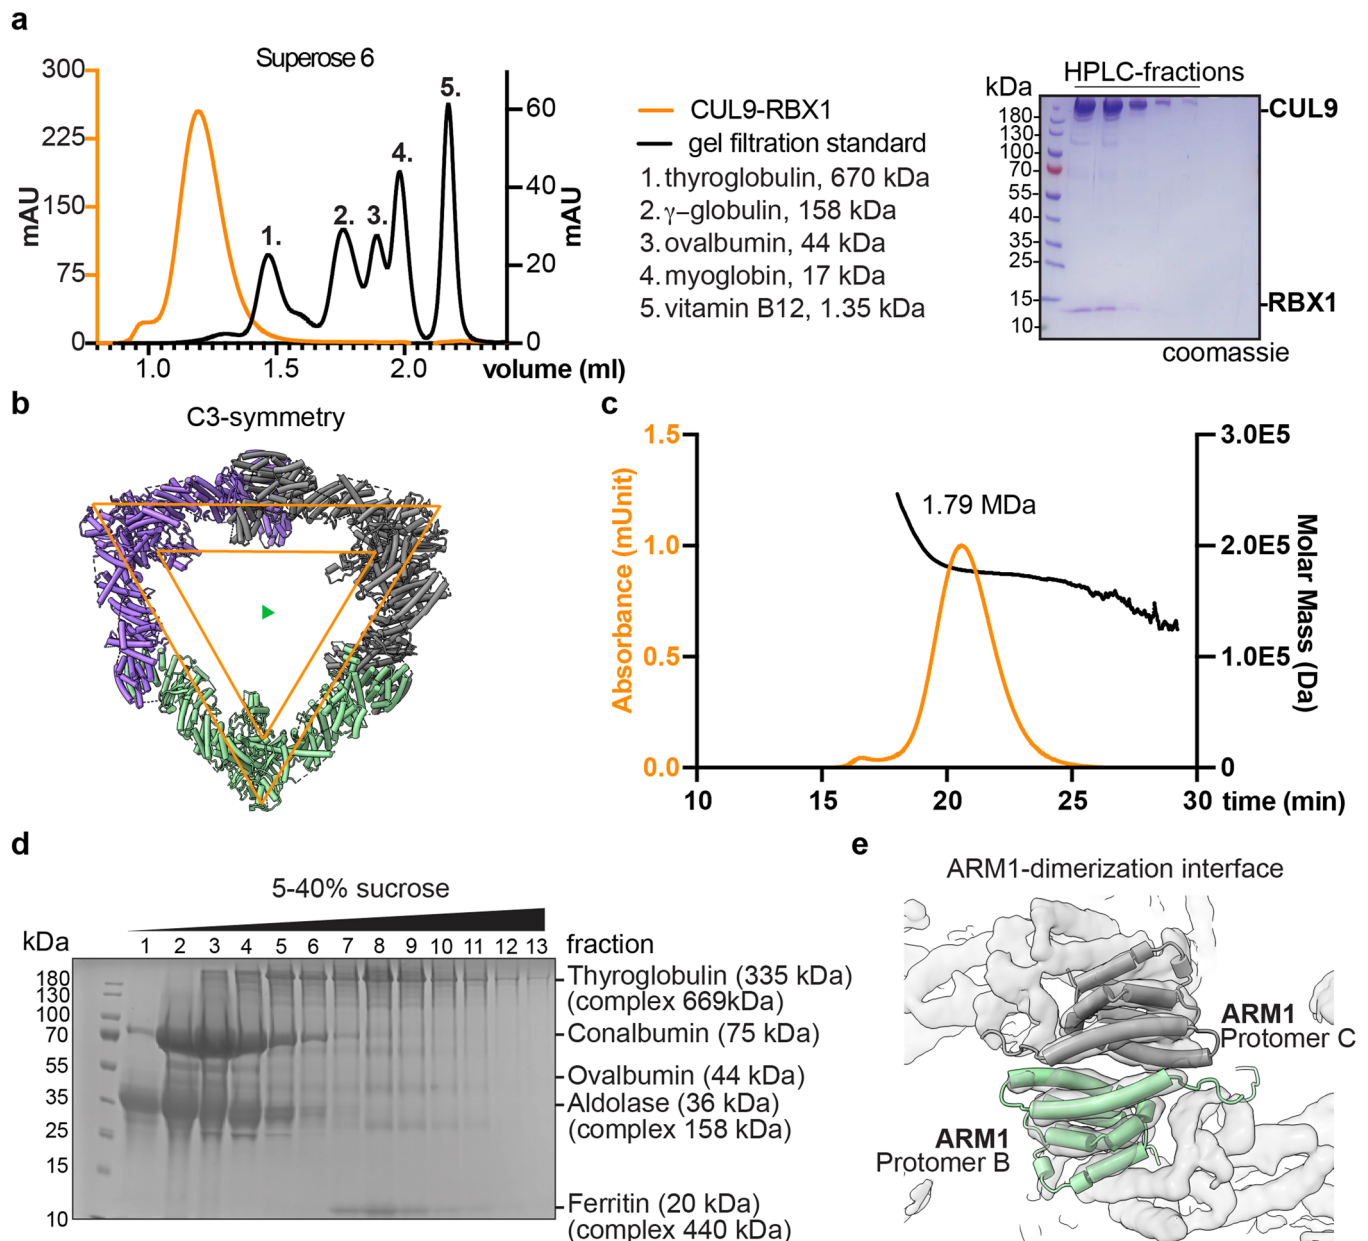 a
Superose 6
300
225
150
75
0
mAU
60
40
20
0
mAU
1.0
1.5
2.0
volume (ml)
1.
2.
3.
4.
5.
CUL9-RBX1
gel filtration standard
1. thyroglobulin, 670 kDa
2. γ–globulin, 158 kDa
3. ovalbumin, 44 kDa
4. myoglobin, 17 kDa
5. vitamin B12, 1.35 kDa
HPLC-fractions
kDa
180
130
100
70
55
40
35
25
15
10
-CUL9
-RBX1
coomassie
b
C3-symmetry
c
1.5
1.0
0.5
0.0
Absorbance (mUnit)
1.79 MDa
3.0E5
2.0E5
1.0E5
0
Molar Mass (Da)
10
15
20
25
30
time (min)
d
5-40% sucrose
kDa
1 2 3 4 5 6 7 8 9 10 11 12 13 fraction
180
130
100
70
55
35
25
15
10
Thyroglobulin (335 kDa)
(complex 669kDa)
Conalbumin (75 kDa)
Ovalbumin (44 kDa)
Aldolase (36 kDa)
(complex 158 kDa)
Ferritin (20 kDa)
(complex 440 kDa)
e
ARM1-dimerization interface
ARM1
Protomer C
ARM1
Protomer B